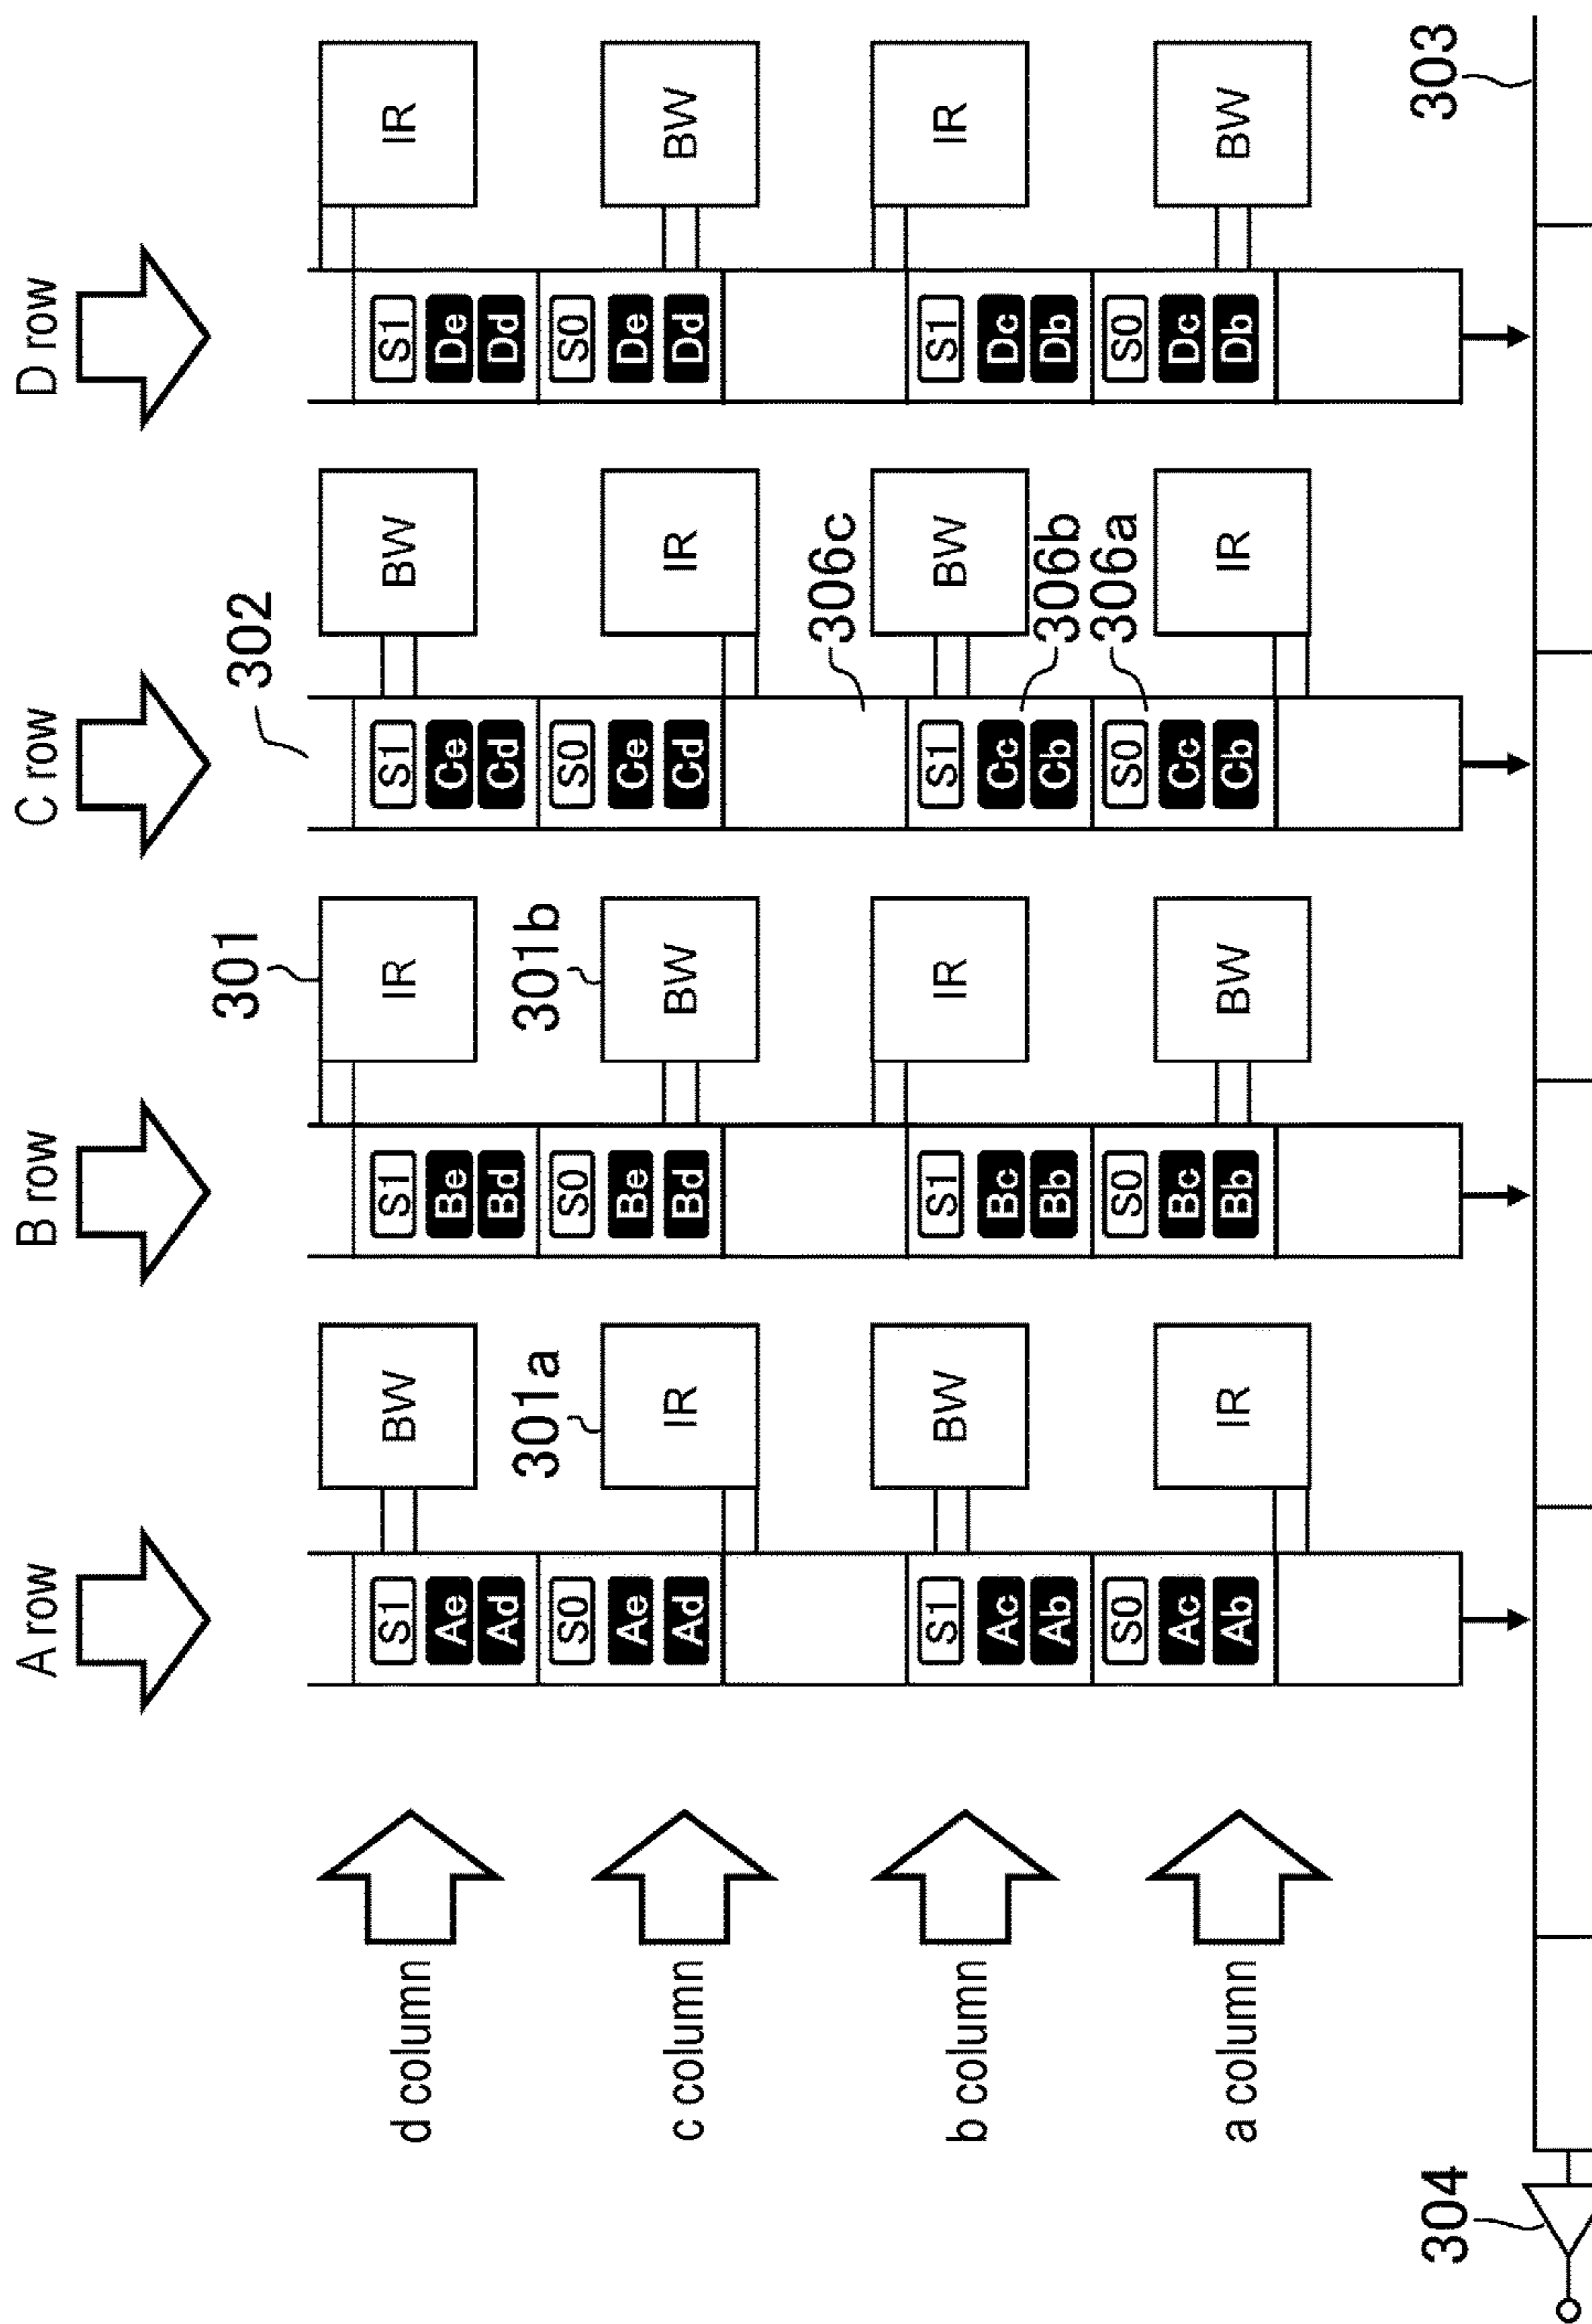 A row B row C row D row
301 302
d column S1 BW S1 IR S1 BW S1 IR
Ae Be Ce De
Ad Bd Cd Dd
301a 301b
S0 S0 S0 S0
Ae Be Ce De
c column Ad IR Bd BW Cd IR Dd BW
306c
b column S1 BW S1 IR S1 BW S1 IR
Ac Bc Cc Dc
Ab Bb Cb 306b Db
S0 S0 S0 306a S0
Ac Bc Cc Dc
a column Ab IR Bb BW Cb IR Db BW
304 303